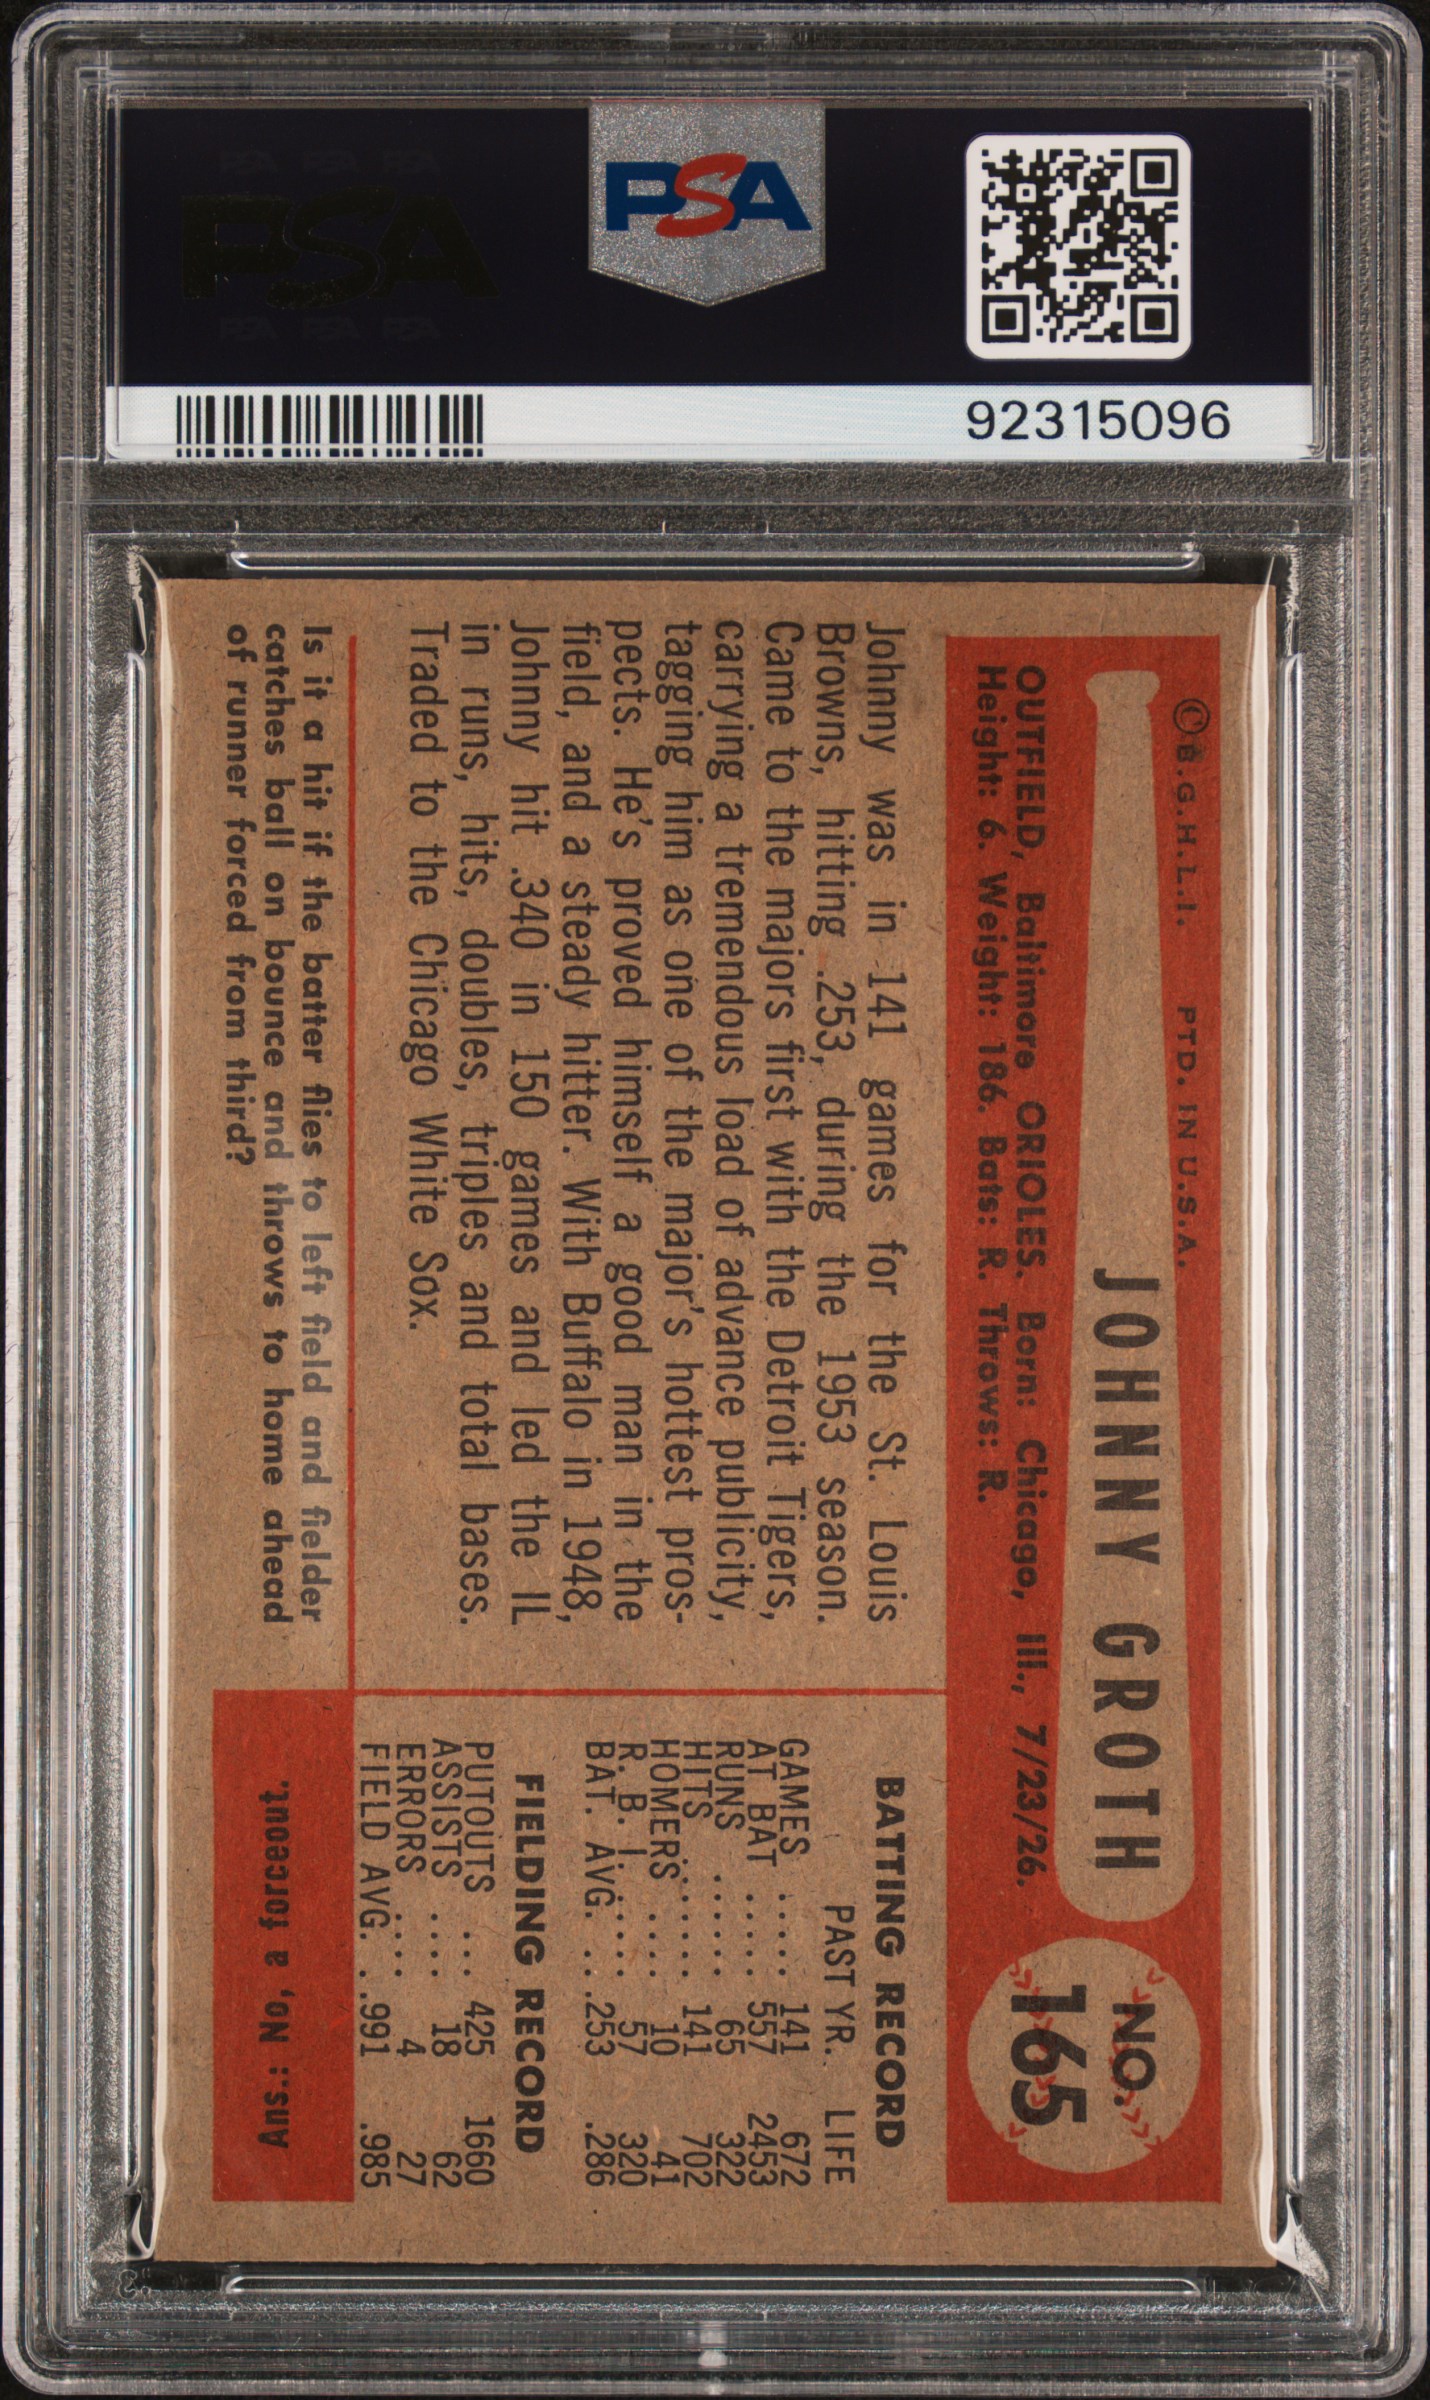 PSA
PSA PSA PSA
PSA
PSA PSA PSA
92315096
© B.G.H.L.I. PTD. IN U.S.A.
JOHNNY GROTH
NO.
165
OUTFIELD, Baltimore ORIOLES. Born: Chicago, Ill., 7/23/26.
Height: 6. Weight: 186. Bats: R. Throws: R.
Johnny was in 141 games for the St. Louis
Browns, hitting .253, during the 1953 season.
Came to the majors first with the Detroit Tigers,
carrying a tremendous load of advance publicity,
tagging him as one of the major's hottest pros-
pects. He's proved himself a good man in the
field, and a steady hitter. With Buffalo in 1948,
Johnny hit .340 in 150 games and led the IL
in runs, hits, doubles, triples and total bases.
Traded to the Chicago White Sox.
BATTING RECORD
PAST YR. LIFE
GAMES .... 141 672
AT BAT .... 557 2453
RUNS ...... 65 322
HITS ...... 141 702
HOMERS .... 10 41
R. B. I. .... 57 320
BAT. AVG. .. .253 .286
FIELDING RECORD
PUTOUTS ... 425 1660
ASSISTS .... 18 62
ERRORS .... 4 27
FIELD AVG. . .991 .985
Is it a hit if the batter flies to left field and fielder
catches ball on bounce and throws to home ahead
of runner forced from third?
Ans.: No, a forceout.